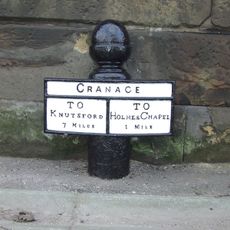 CRANAGE
TO
KNUTSFORD
7 MILES
TO
HOLMES CHAPEL
1 MILE